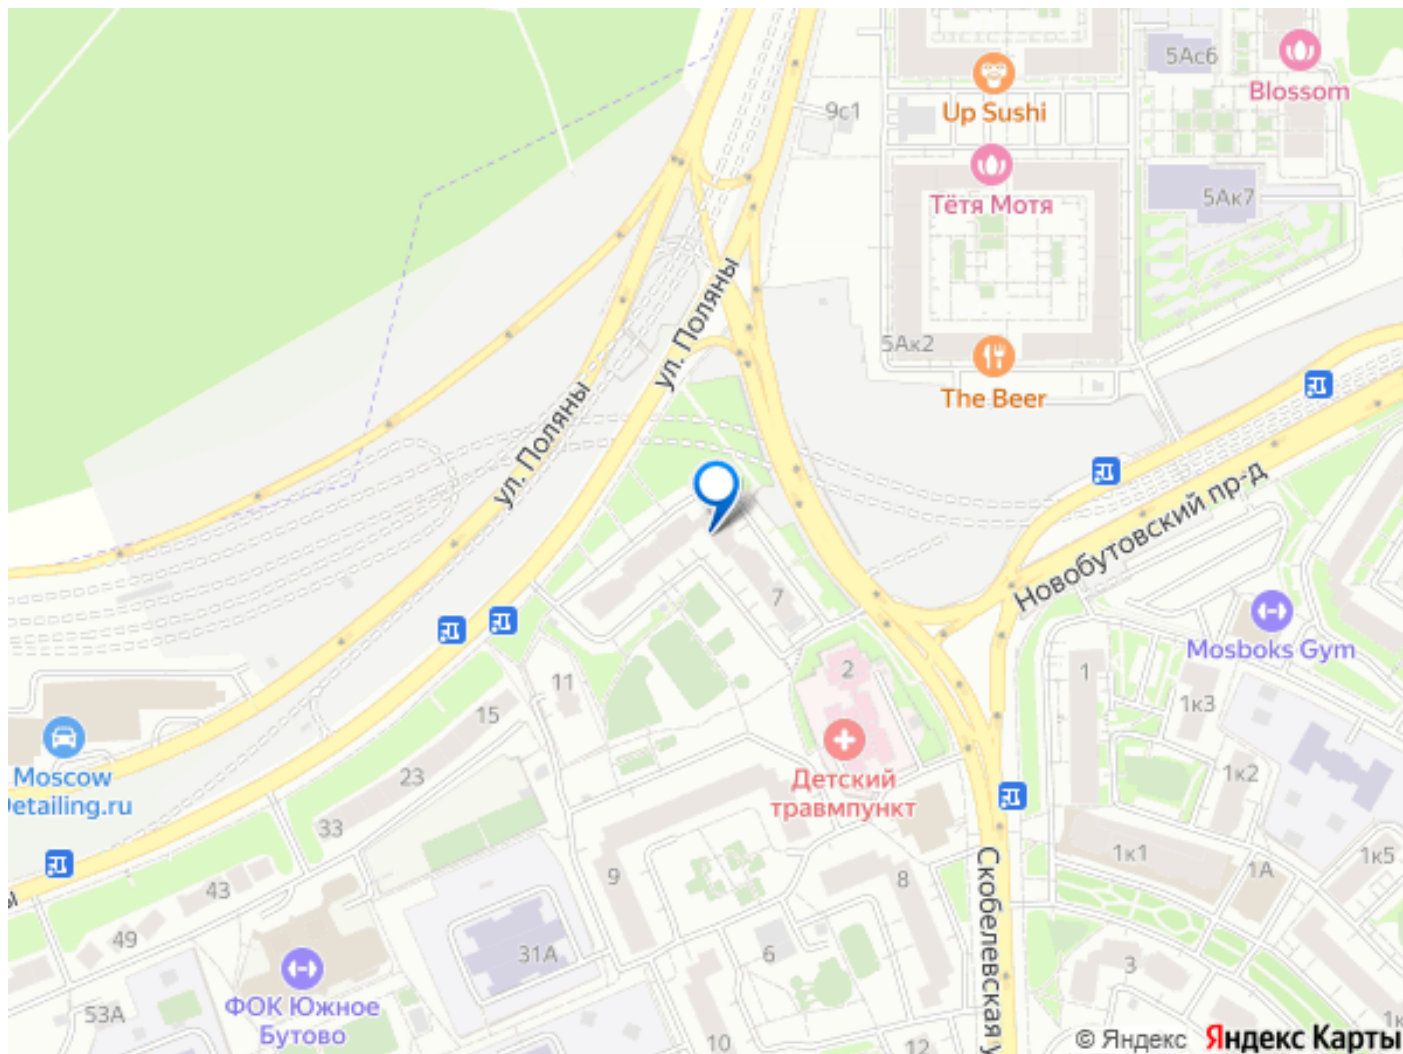 5Ас6
Blossom
Up Sushi
9с1
Тётя Мотя
5Ак7
ул. Поляны
5Ак2
The Beer
ул. Поляны
Новобутовский пр-д
7
Mosboks Gym
2
1
11
1к3
15
Moscow
Detailing.ru
23
Детский
травмпункт
1к2
33
1к1
1А
1к5
43
9
8
Скобелевская у
49
31А
6
3
ФОК Южное
Бутово
53А
10
12
1к
© Яндекс
Яндекс Карты